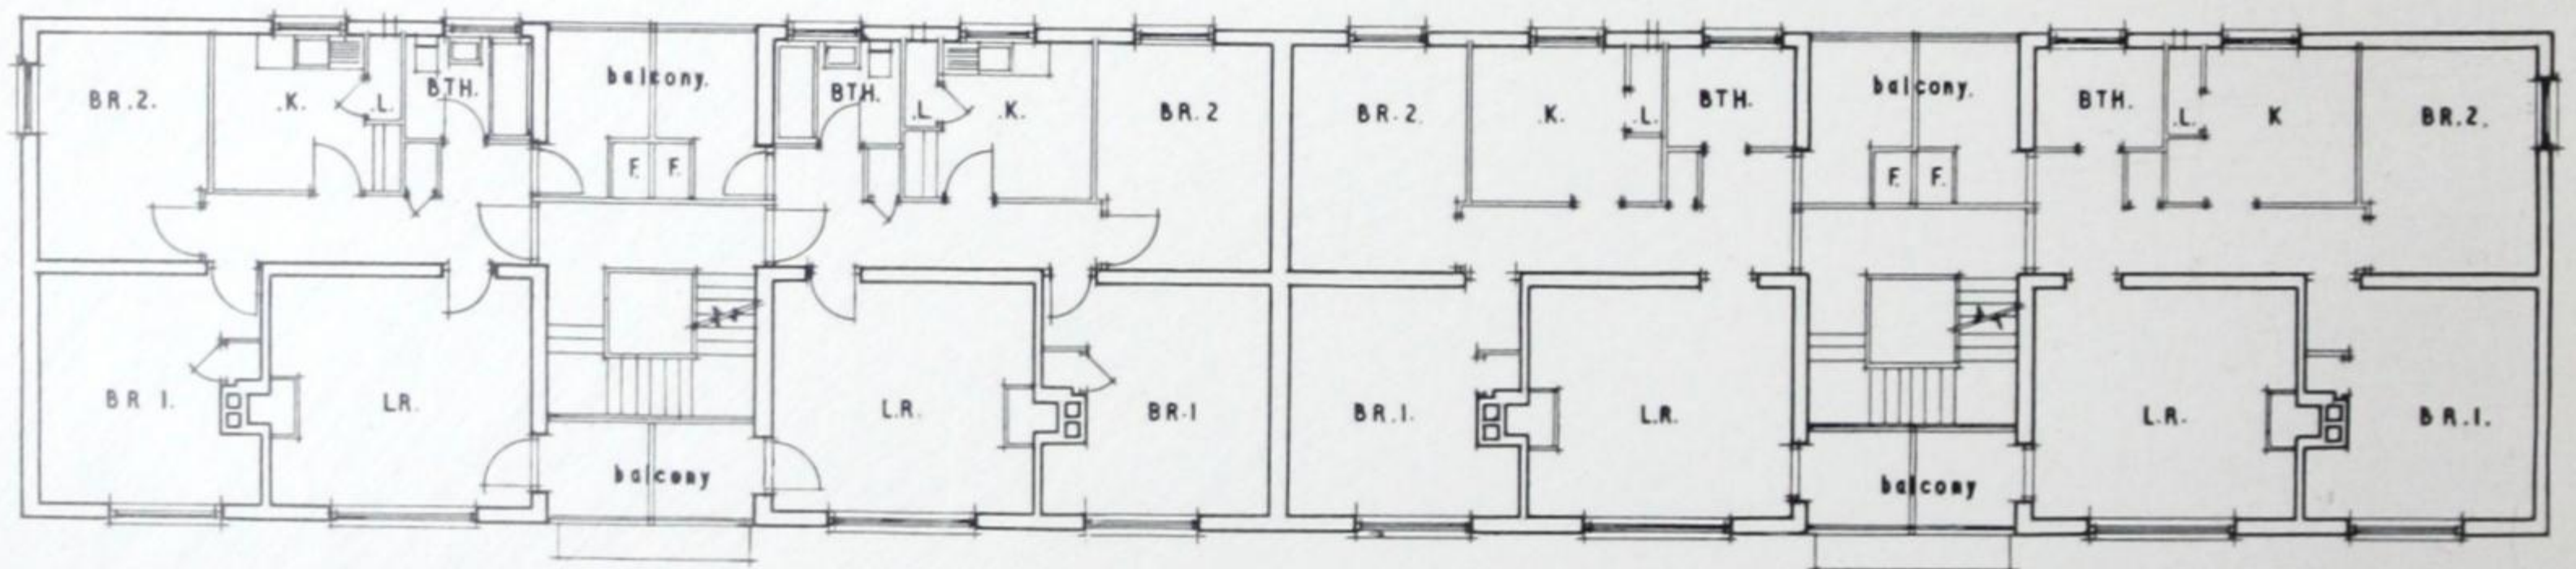 BR.2.
.K.
.L.
BTH.
balcony.
F. F.
BTH.
.L.
.K.
BR.2
BR.2.
.K.
.L.
BTH.
balcony.
F. F.
BTH.
.L.
K
BR.2.
BR 1.
LR.
balcony
L.R.
BR.1
BR.1.
L.R.
balcony
L.R.
BR.1.